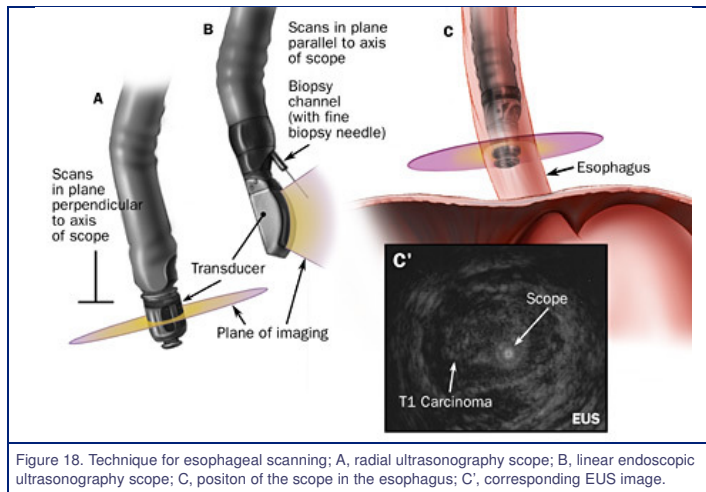 A
Scans
in plane
perpendicular
to axis
of scope
B
Scans in plane
parallel to axis
of scope
Biopsy
channel
(with fine
biopsy needle)
Transducer
Plane of imaging
C
Esophagus
C'
Scope
T1 Carcinoma
EUS
Figure 18. Technique for esophageal scanning; A, radial ultrasonography scope; B, linear endoscopic
ultrasonography scope; C, positon of the scope in the esophagus; C', corresponding EUS image.